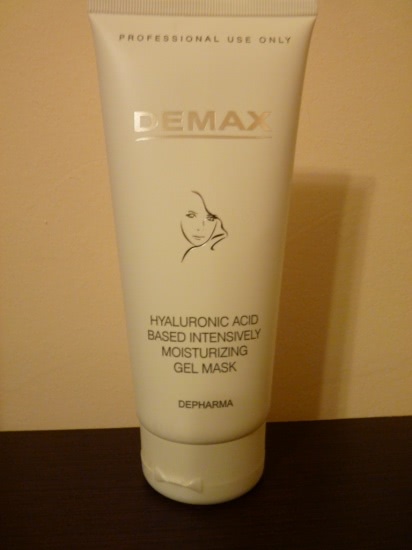 PROFESSIONAL USE ONLY
DEMAX
HYALURONIC ACID
BASED INTENSIVELY
MOISTURIZING
GEL MASK
DEPHARMA